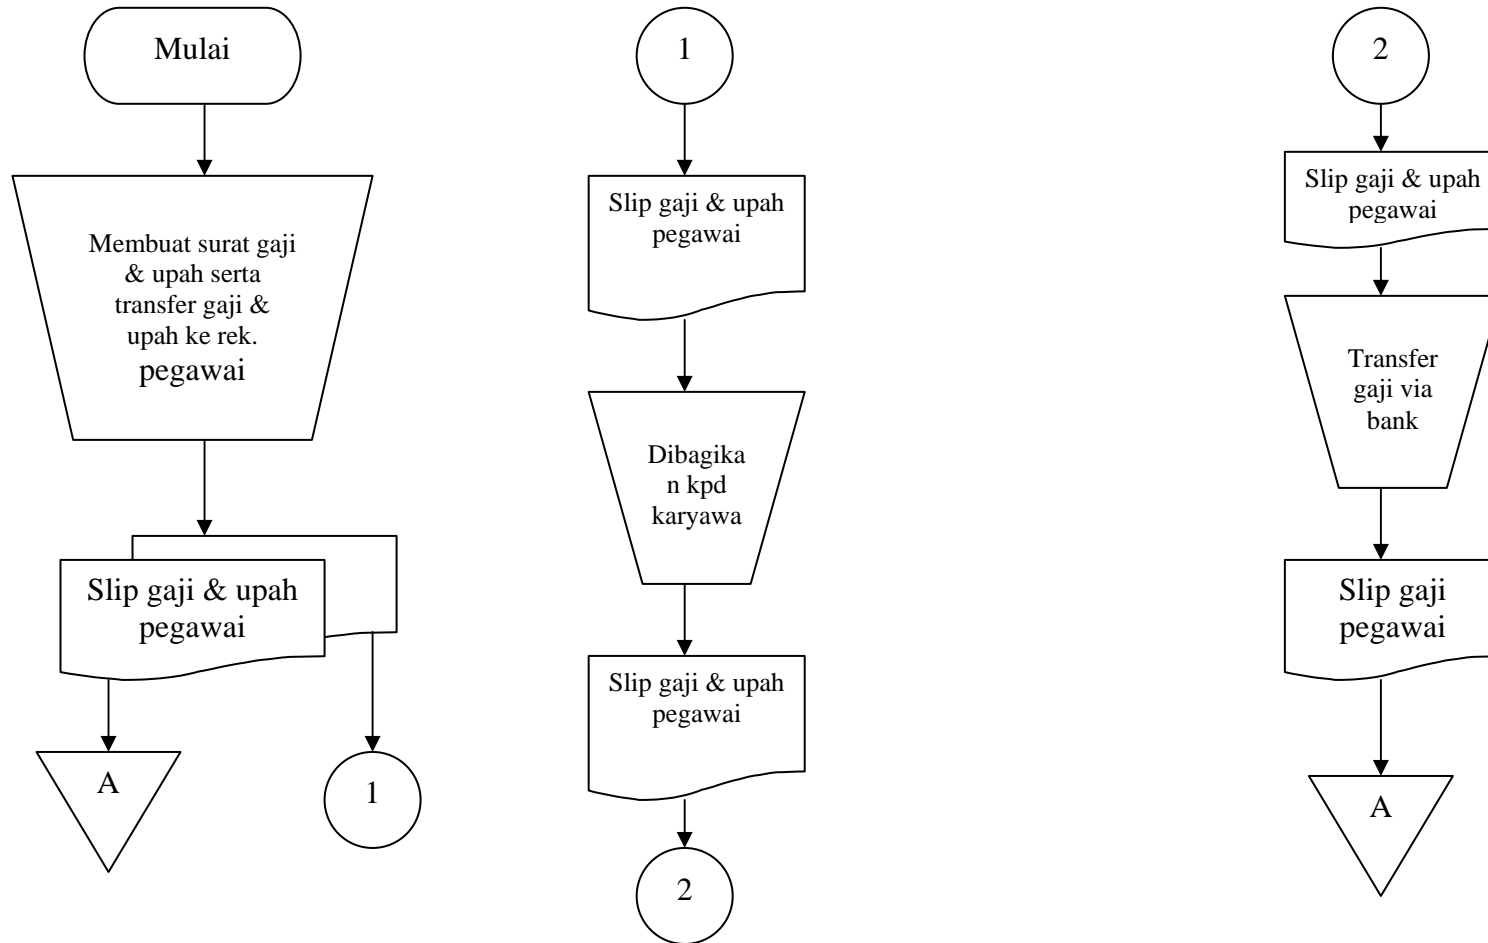 Mulai
Membuat surat gaji
& upah serta
transfer gaji &
upah ke rek.
pegawai
Slip gaji & upah
pegawai
A
1
1
Slip gaji & upah
pegawai
Dibagika
n kpd
karyawa
Slip gaji & upah
pegawai
2
2
Slip gaji & upah
pegawai
Transfer
gaji via
bank
Slip gaji
pegawai
A